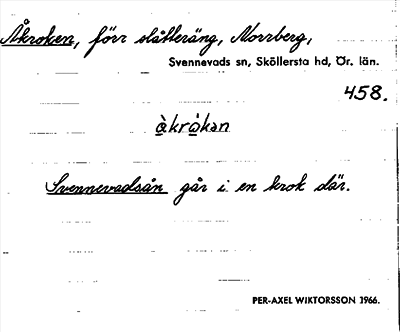 Åkroken, förr slåtteräng, Norrberg,
Svennevads sn, Sköllersta hd, Ör. län.
458.
åkrökan
Svennevadsån går i en krok där.
PER-AXEL WIKTORSSON 1966.